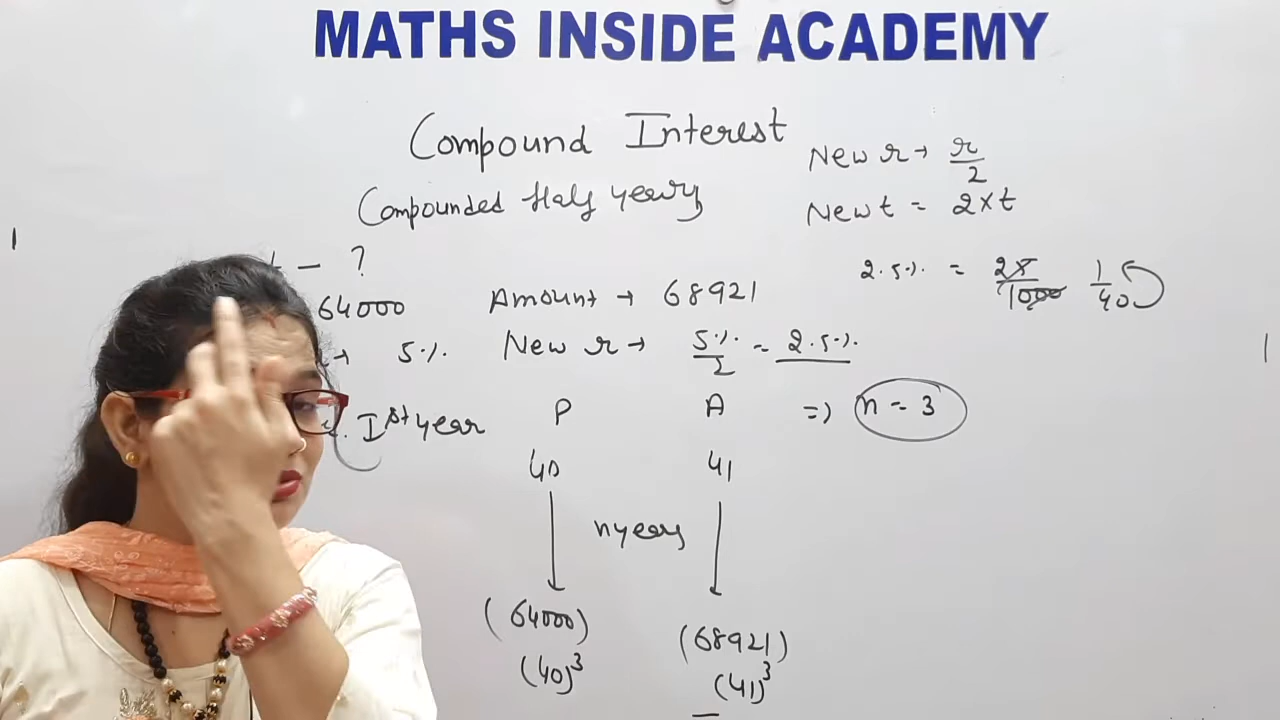 MATHS INSIDE ACADEMY
Compound Interest
Compounded Half yearly
New r → r/2
New t = 2×t
t – ?
2.5% = 25/1000 1/40
64000 Amount → 68921
→ 5% New r → 5%/2 = 2.5%
Ist year P A => n = 3
40 41
n years
(64000) (68921)
(40)³ (41)³